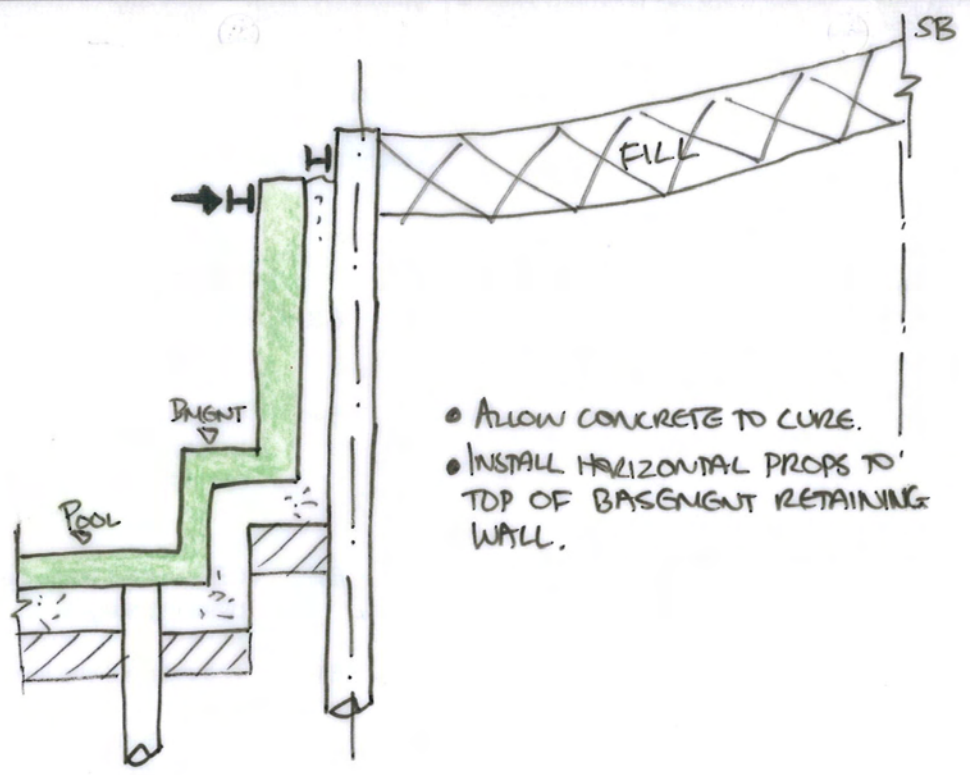 SB
FILL
BMENT
POOL
• ALLOW CONCRETE TO CURE.
• INSTALL HORIZONTAL PROPS TO
TOP OF BASEMENT RETAINING
WALL.